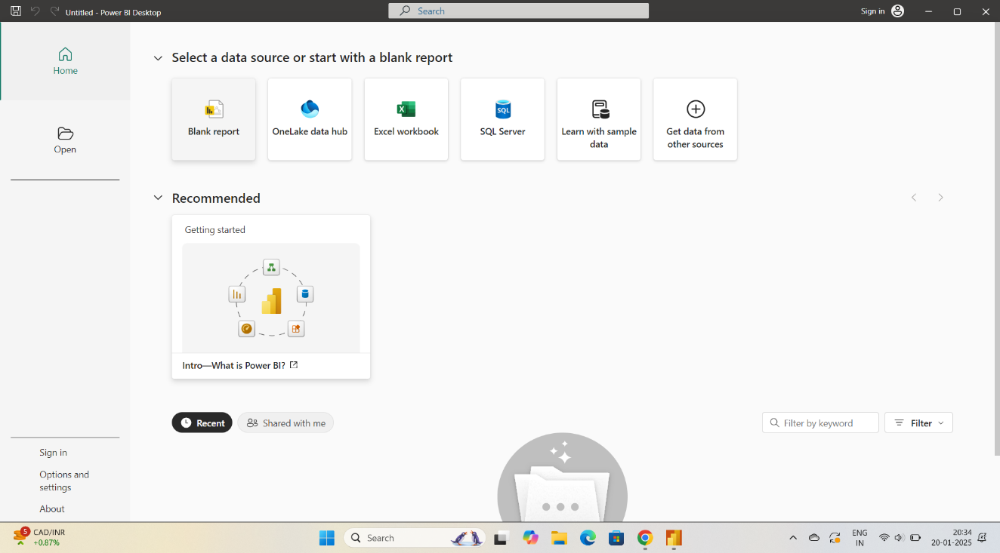 Untitled - Power BI Desktop
Search
Sign in
Home
Open
Select a data source or start with a blank report
Blank report
OneLake data hub
Excel workbook
SQL
SQL Server
Learn with sample
data
Get data from
other sources
Recommended
Getting started
Intro—What is Power BI?
Recent
Shared with me
Filter by keyword
Filter
Sign in
Options and
settings
About
5
CAD/INR
+0.87%
Search
ENG
IN
20:34
20-01-2025